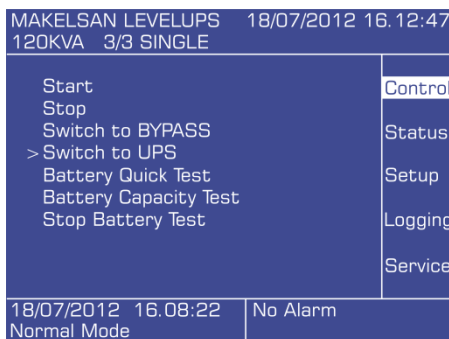 MAKELSAN LEVELUPS 18/07/2012 16.12:47
120KVA 3/3 SINGLE
Start
Stop
Switch to BYPASS
>Switch to UPS
Battery Quick Test
Battery Capacity Test
Stop Battery Test
Control
Status
Setup
Logging
Service
18/07/2012 16.08:22 No Alarm
Normal Mode